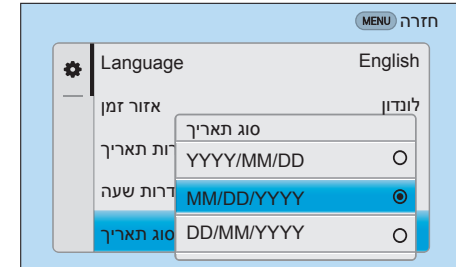 חזרה MENU
Language English
אזור זמן לונדון
סוג תאריך
רות תאריך
YYYY/MM/DD
דרות שעה
MM/DD/YYYY
סוג תאריך
DD/MM/YYYY